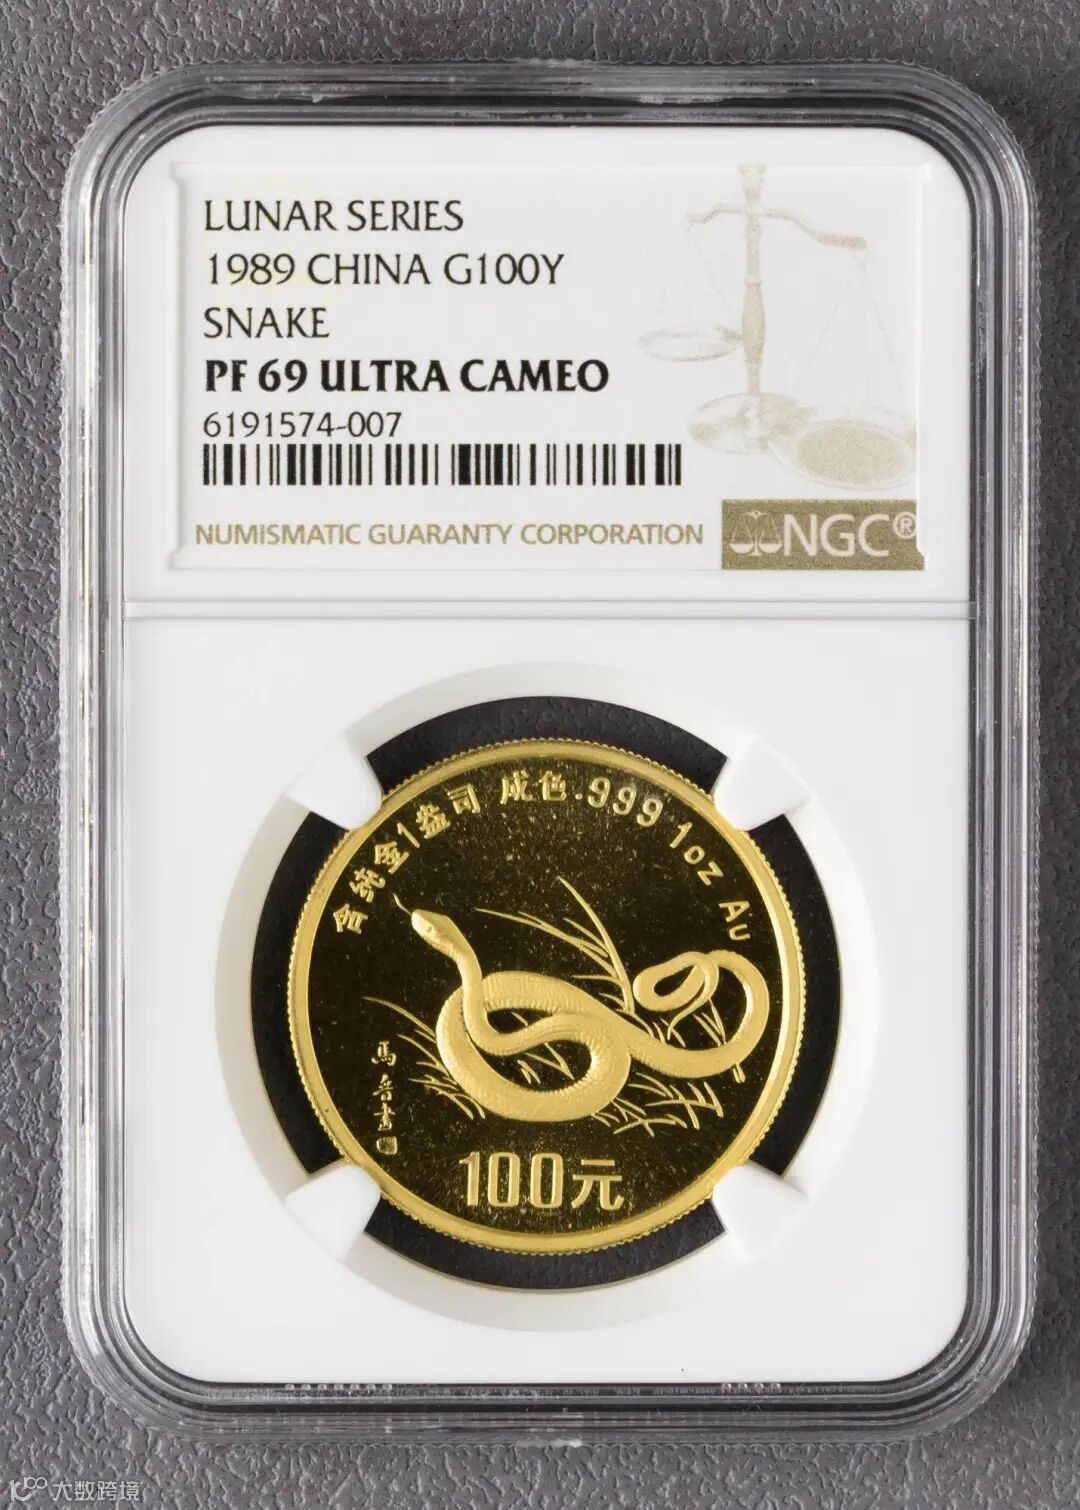 LUNAR SERIES
1989 CHINA G100Y
SNAKE
PF 69 ULTRA CAMEO
6191574-007
NUMISMATIC GUARANTY CORPORATION
NGC®
含纯金1盎司 成色.999 1oz Au
100元
大数跨境